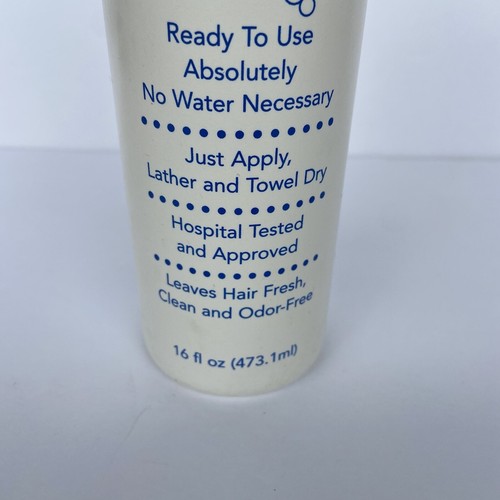 Ready To Use
Absolutely
No Water Necessary
Just Apply,
Lather and Towel Dry
Hospital Tested
and Approved
Leaves Hair Fresh,
Clean and Odor-Free
16 fl oz (473.1ml)